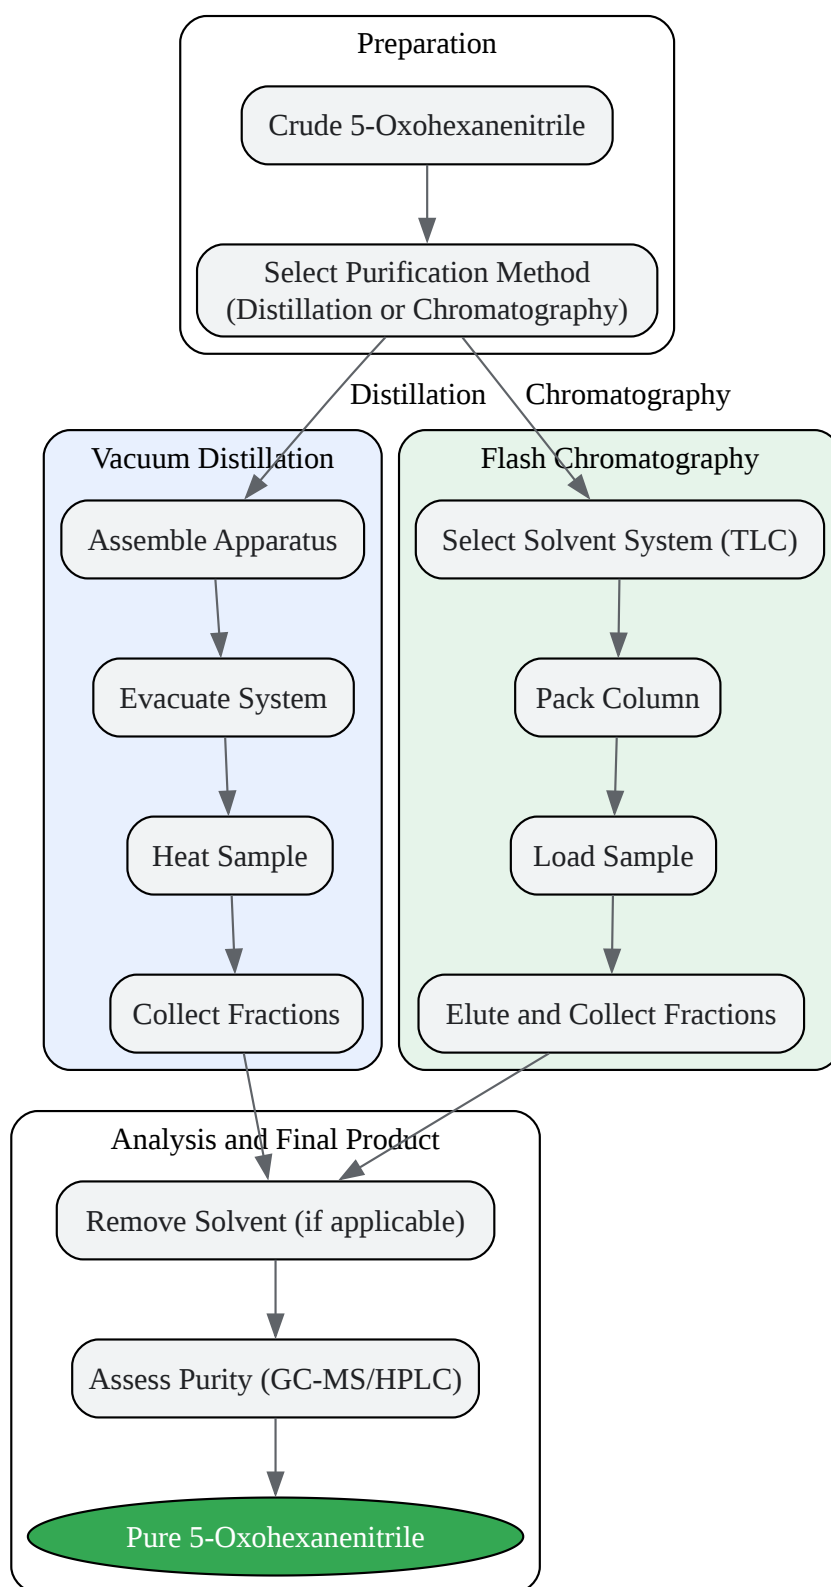 Preparation
Crude 5-Oxohexanenitrile
Select Purification Method
(Distillation or Chromatography)
Distillation
Chromatography
Vacuum Distillation
Assemble Apparatus
Evacuate System
Heat Sample
Collect Fractions
Flash Chromatography
Select Solvent System (TLC)
Pack Column
Load Sample
Elute and Collect Fractions
Analysis and Final Product
Remove Solvent (if applicable)
Assess Purity (GC-MS/HPLC)
Pure 5-Oxohexanenitrile